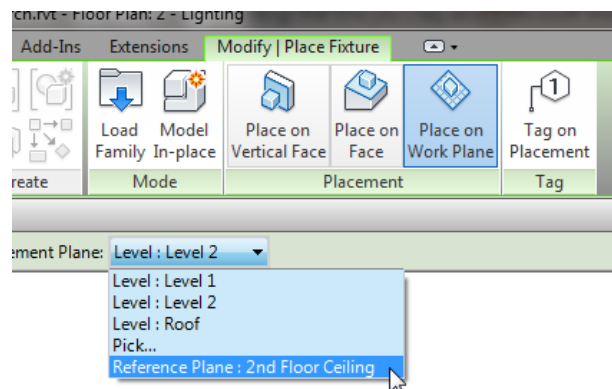 rch.rvt - Floor Plan: 2 - Lighting
Add-Ins Extensions Modify | Place Fixture
Load Family
Model In-place
Place on Vertical Face
Place on Face
Place on Work Plane
1
Tag on Placement
reate Mode Placement Tag
ement Plane: Level : Level 2
Level : Level 1
Level : Level 2
Level : Roof
Pick...
Reference Plane : 2nd Floor Ceiling